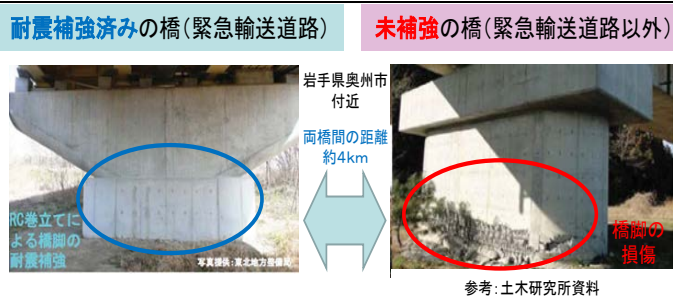 耐震補強済みの橋(緊急輸送道路)
未補強の橋(緊急輸送道路以外)
岩手県奥州市
付近
両橋間の距離
約4km
RC巻立てに
よる橋脚の
耐震補強
写真提供:東北地方整備局
橋脚の
損傷
参考:土木研究所資料